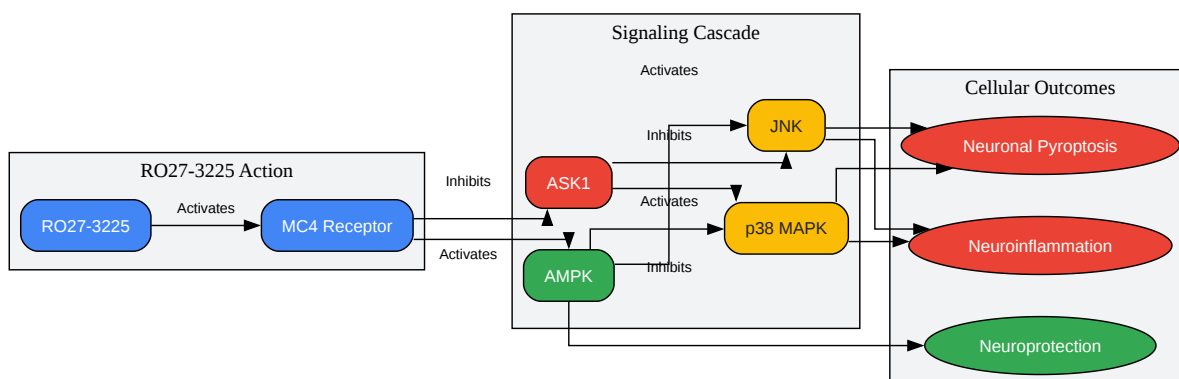 RO27-3225 Action
RO27-3225
Activates
MC4 Receptor
Inhibits
Activates
Signaling Cascade
Activates
JNK
Inhibits
ASK1
Activates
p38 MAPK
Inhibits
AMPK
Cellular Outcomes
Neuronal Pyroptosis
Neuroinflammation
Neuroprotection